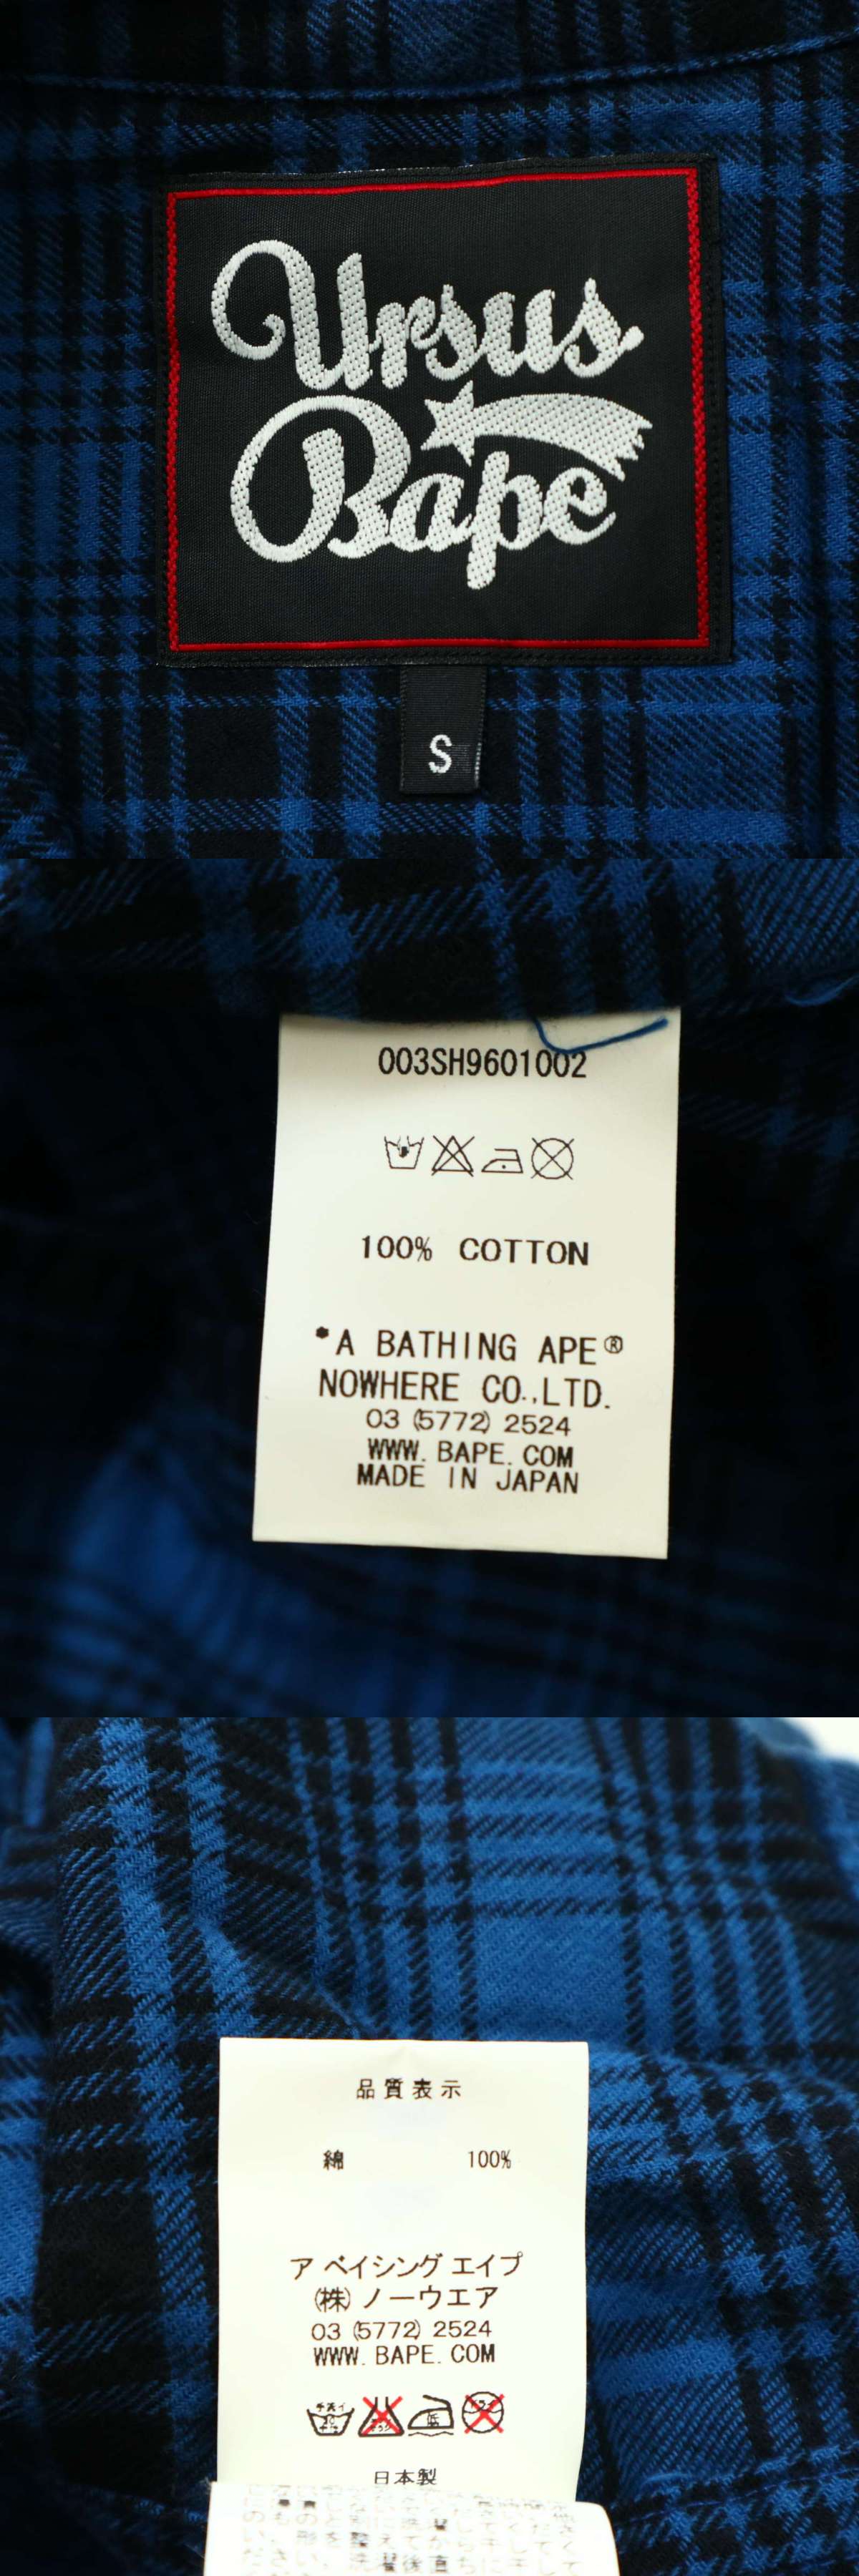 Ursus
Bape
S
003SH9601002
100% COTTON
*A BATHING APE®
NOWHERE CO.,LTD.
03 (5772) 2524
WWW. BAPE. COM
MADE IN JAPAN
品質表示
綿 100%
ア ベイシング エイプ
㈱ ノーウエア
03 (5772) 2524
WWW. BAPE. COM
日本製